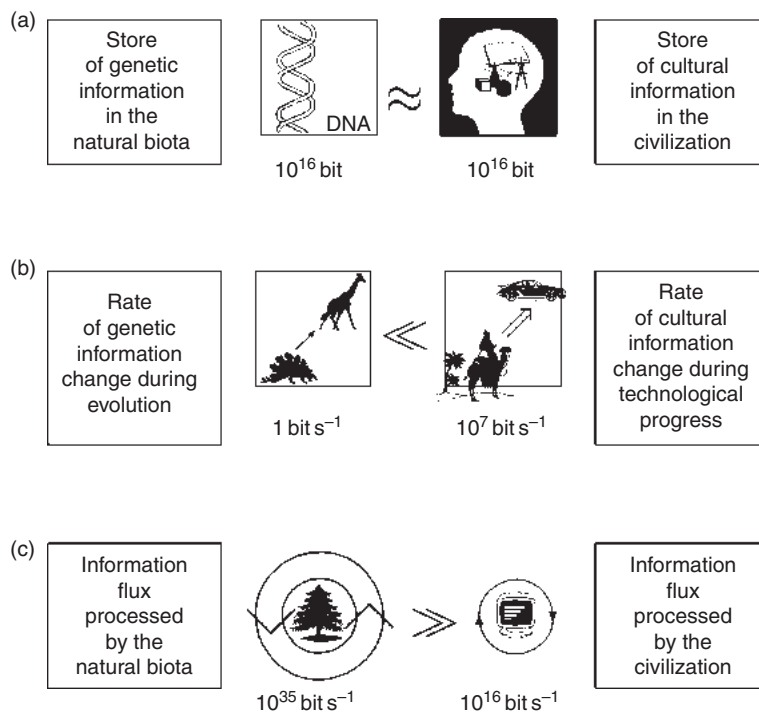 (a)
Store
of genetic
information
in the
natural biota
DNA
≈
10¹⁶ bit
10¹⁶ bit
Store
of cultural
information
in the
civilization
(b)
Rate
of genetic
information
change during
evolution
≪
1 bit s⁻¹
10⁷ bit s⁻¹
Rate
of cultural
information
change during
technological
progress
(c)
Information
flux
processed
by the
natural biota
≫
10³⁵ bit s⁻¹
10¹⁶ bit s⁻¹
Information
flux
processed
by the
civilization